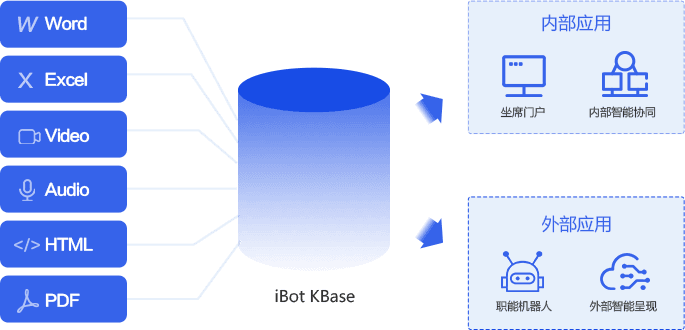 Word
Excel
Video
Audio
HTML
PDF
iBot KBase
内部应用
坐席门户
内部智能协同
外部应用
职能机器人
外部智能呈现